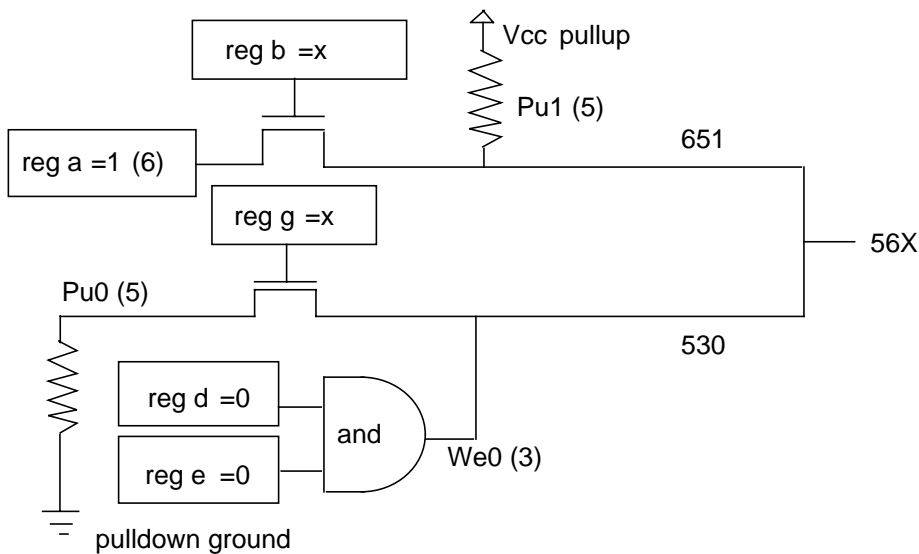 reg b =x
Vcc pullup
Pu1 (5)
651
reg a =1 (6)
reg g =x
56X
Pu0 (5)
530
reg d =0
and
We0 (3)
reg e =0
pulldown ground